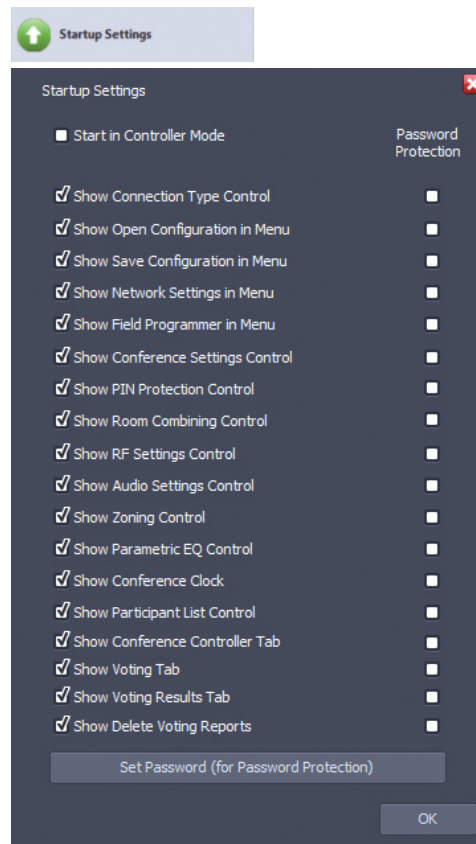 Startup Settings
Startup Settings
Start in Controller Mode
Password
Protection
Show Connection Type Control
Show Open Configuration in Menu
Show Save Configuration in Menu
Show Network Settings in Menu
Show Field Programmer in Menu
Show Conference Settings Control
Show PIN Protection Control
Show Room Combining Control
Show RF Settings Control
Show Audio Settings Control
Show Zoning Control
Show Parametric EQ Control
Show Conference Clock
Show Participant List Control
Show Conference Controller Tab
Show Voting Tab
Show Voting Results Tab
Show Delete Voting Reports
Set Password (for Password Protection)
OK